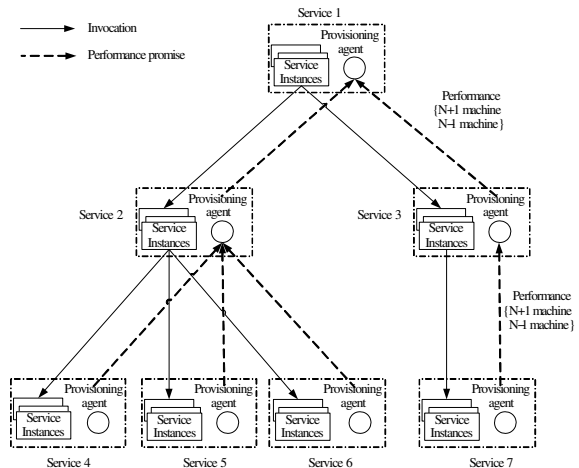 Service 1
Invocation
Performance promise
Provisioning
agent
Service
Instances
Performance
{N+1 machine
N-1 machine}
Service 2
Provisioning
agent
Service
Instances
Service 3
Provisioning
agent
Service
Instances
Performance
{N+1 machine
N-1 machine}
Provisioning
agent
Service
Instances
Provisioning
agent
Service
Instances
Provisioning
agent
Service
Instances
Provisioning
agent
Service
Instances
Service 4
Service 5
Service 6
Service 7